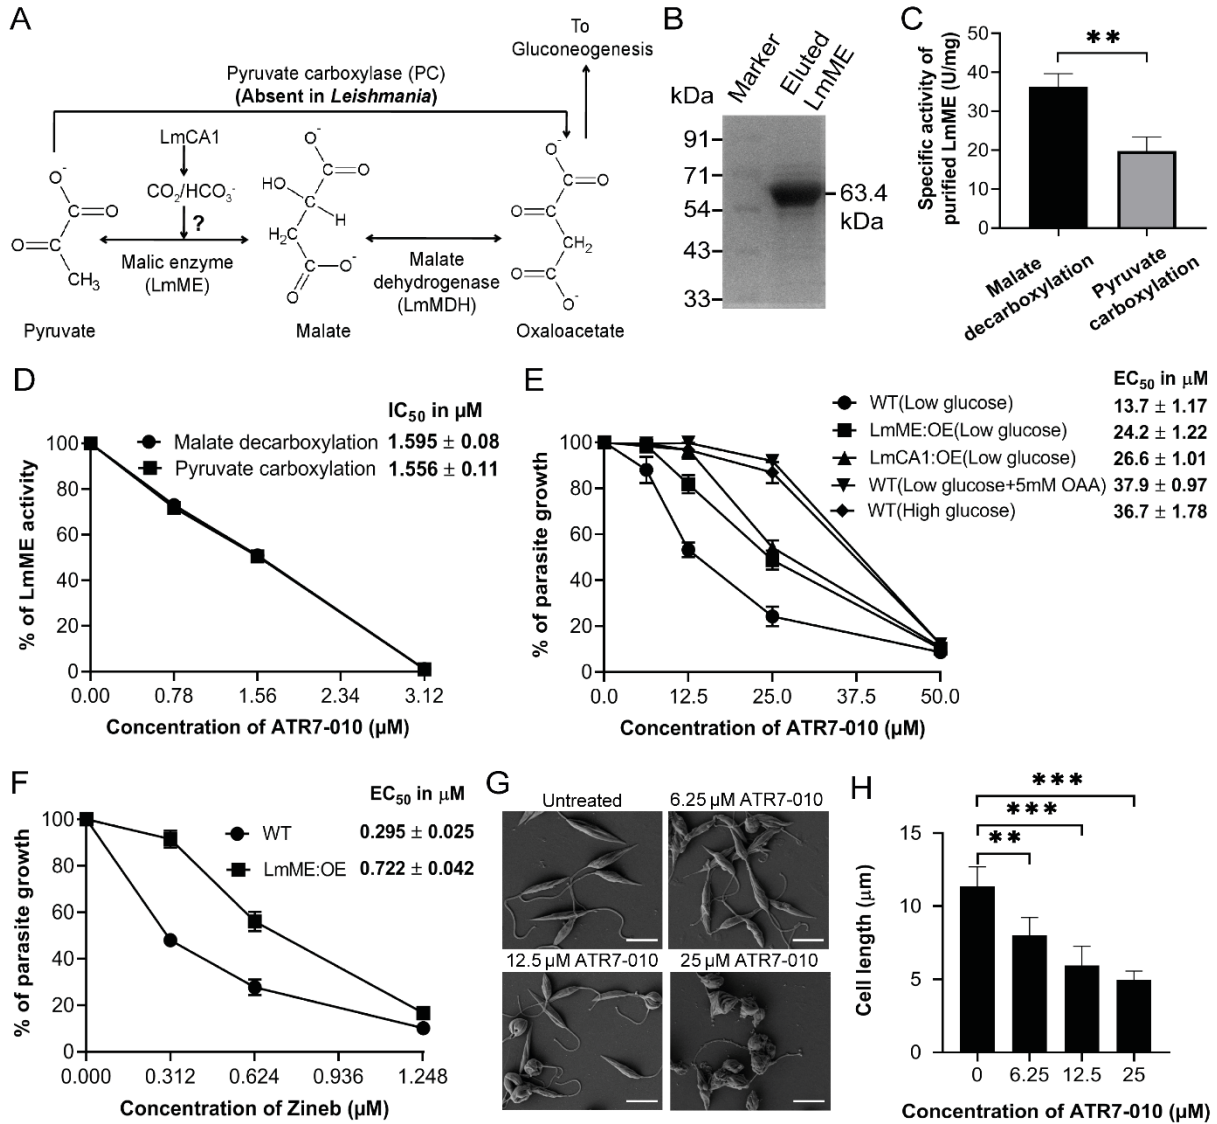 A
To
Gluconeogenesis
Pyruvate carboxylase (PC)
(Absent in Leishmania)
LmCA1
CO2/HCO3-
?
Malic enzyme
(LmME)
Malate
dehydrogenase
(LmMDH)
O-
C
O
O
C
CH3
O-
C
O
HO
C
H
H2C
C
O-
O
O-
C
O
O
C
CH2
O
C
O-
Pyruvate
Malate
Oxaloacetate
B
kDa
Marker
Eluted
LmME
91
71
54
43
33
63.4
kDa
C
Specific activity of
purified LmME (U/mg)
50
40
30
20
10
0
**
Malate
decarboxylation
Pyruvate
carboxylation
D
IC50 in µM
Malate decarboxylation 1.595 ± 0.08
Pyruvate carboxylation 1.556 ± 0.11
% of LmME activity
100
80
60
40
20
0
0.00 0.78 1.56 2.34 3.12
Concentration of ATR7-010 (µM)
E
EC50 in µM
WT(Low glucose) 13.7 ± 1.17
LmME:OE(Low glucose) 24.2 ± 1.22
LmCA1:OE(Low glucose) 26.6 ± 1.01
WT(Low glucose+5mM OAA) 37.9 ± 0.97
WT(High glucose) 36.7 ± 1.78
% of parasite growth
100
80
60
40
20
0
0.0 12.5 25.0 37.5 50.0
Concentration of ATR7-010 (µM)
F
EC50 in µM
WT 0.295 ± 0.025
LmME:OE 0.722 ± 0.042
% of parasite growth
100
80
60
40
20
0
0.000 0.312 0.624 0.936 1.248
Concentration of Zineb (µM)
G
Untreated
6.25 µM ATR7-010
12.5 µM ATR7-010
25 µM ATR7-010
H
***
***
**
Cell length (µm)
15
10
5
0
0 6.25 12.5 25
Concentration of ATR7-010 (µM)